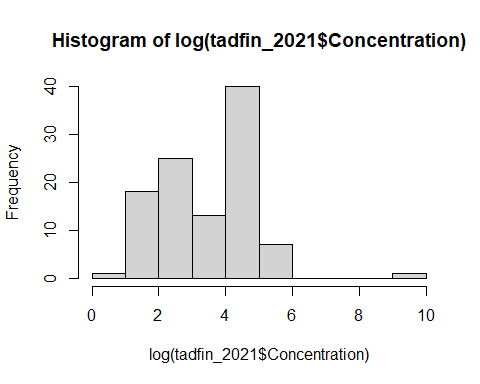 Histogram of log(tadfin_2021$Concentration)
Frequency
40
30
20
10
0
0 2 4 6 8 10
log(tadfin_2021$Concentration)